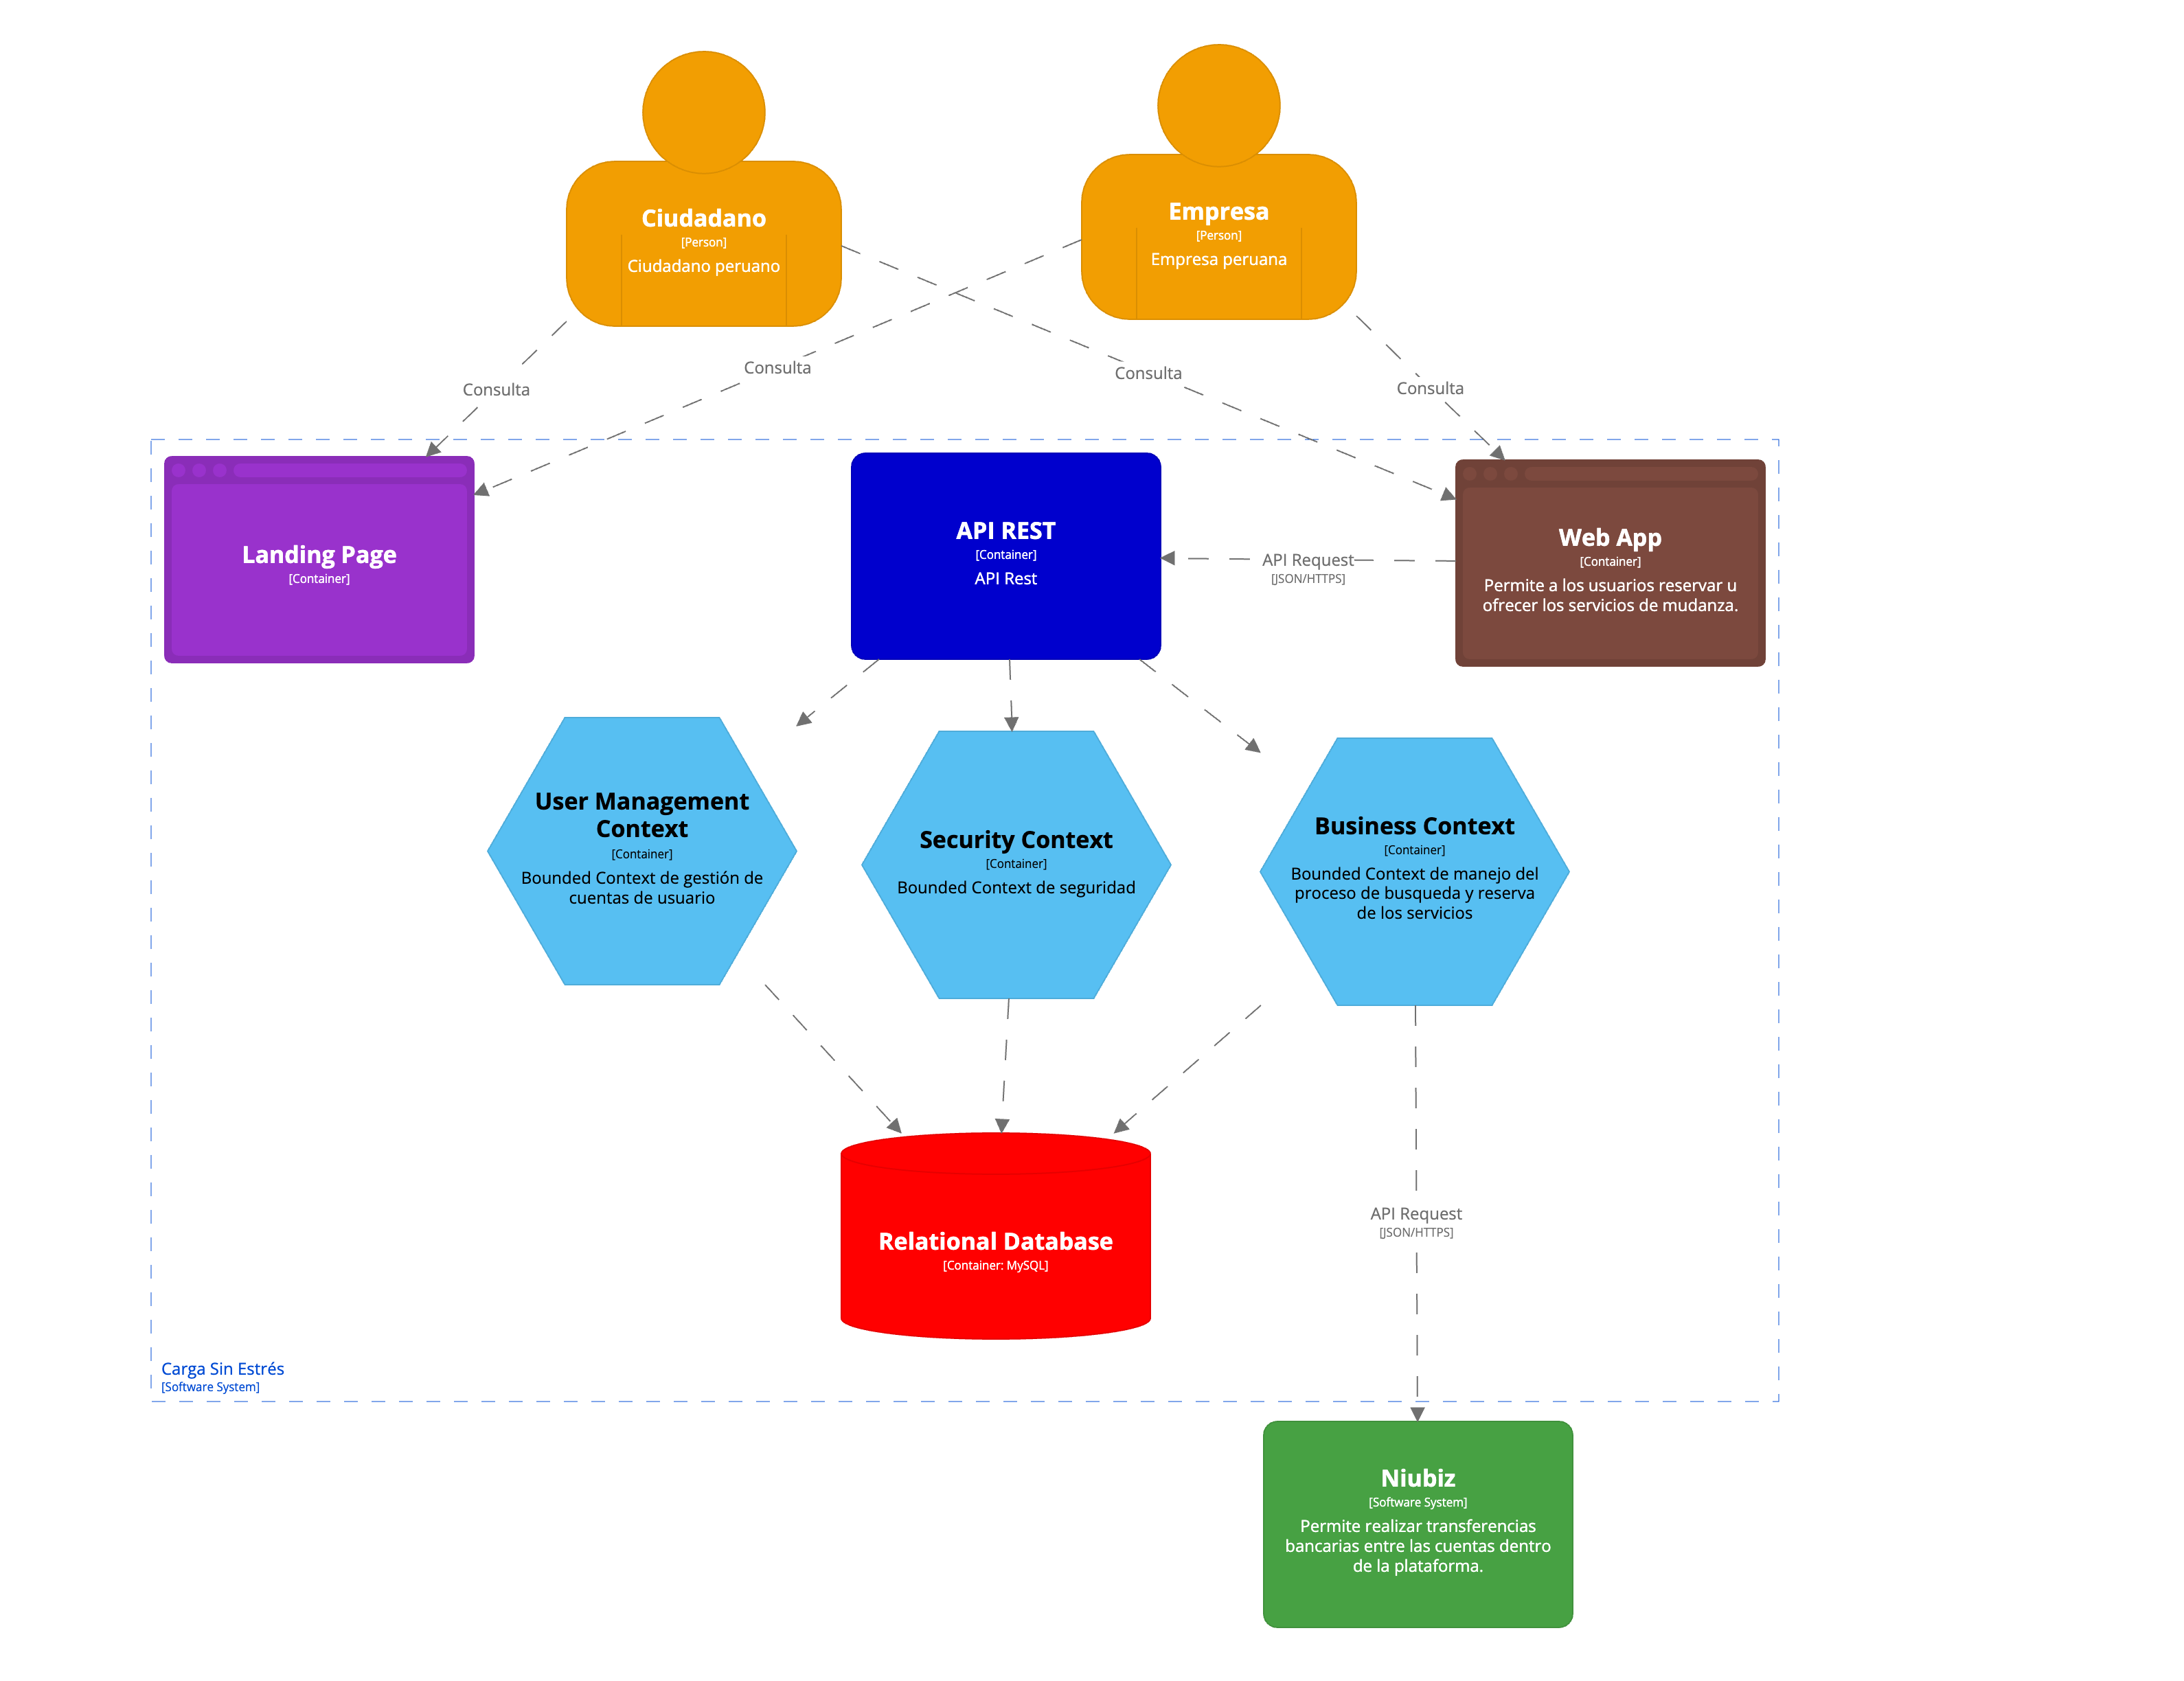 Ciudadano
[Person]
Ciudadano peruano
Empresa
[Person]
Empresa peruana
Consulta
Consulta
Consulta
Consulta
Landing Page
[Container]
API REST
[Container]
API Rest
API Request
[JSON/HTTPS]
Web App
[Container]
Permite a los usuarios reservar u
ofrecer los servicios de mudanza.
User Management
Context
[Container]
Bounded Context de gestión de
cuentas de usuario
Security Context
[Container]
Bounded Context de seguridad
Business Context
[Container]
Bounded Context de manejo del
proceso de busqueda y reserva
de los servicios
Relational Database
[Container: MySQL]
API Request
[JSON/HTTPS]
Carga Sin Estrés
[Software System]
Niubiz
[Software System]
Permite realizar transferencias
bancarias entre las cuentas dentro
de la plataforma.